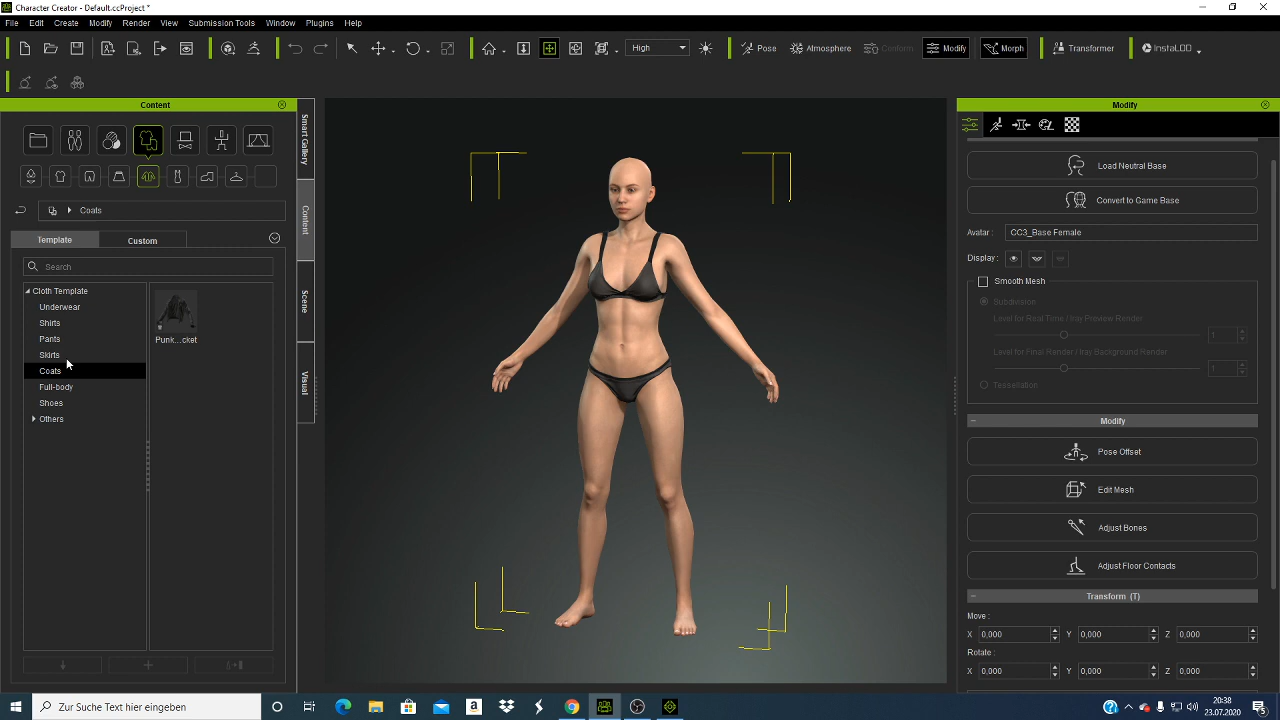 Character Creator - Default.ccProject *
File Edit Create Modify Render View Submission Tools Window Plugins Help
High Pose Atmosphere Conform Modify Morph Transformer InstaLOD
Content
Modify
Smart Gallery
Content
Scene
Visual
Coats
Template Custom
Search
Cloth Template
Underwear
Shirts
Pants
Skirts
Coats
Full-body
Shoes
Others
Punk...cket
Load Neutral Base
Convert to Game Base
Avatar : CC3_Base Female
Display :
Smooth Mesh
Subdivision
Level for Real Time / Iray Preview Render
1
Level for Final Render / Iray Background Render
1
Tessellation
Modify
Pose Offset
Edit Mesh
Adjust Bones
Adjust Floor Contacts
Transform (T)
Move :
X 0,000 Y 0,000 Z 0,000
Rotate :
X 0,000 Y 0,000 Z 0,000
Zur Suche Text hier eingeben
20:38
23.07.2020